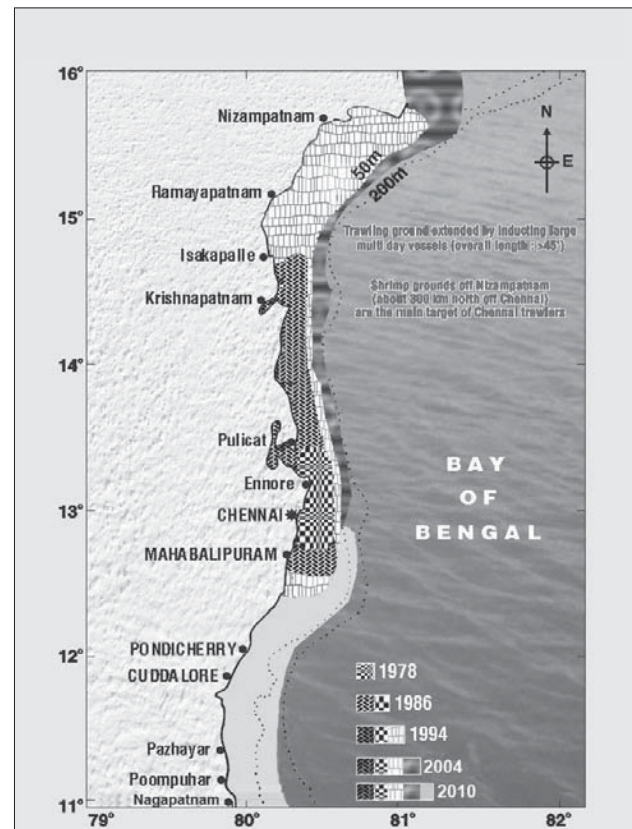 16°
Nizampatnam
N
E
50m
200m
Ramayapatnam
15°
Trawling ground extended by inducting large
multi day vessels (overall length : >45')
Isakapalle
Shrimp grounds off Nizampatnam
(about 300 km north off Chennai)
are the main target of Chennai trawlers
Krishnapatnam
14°
Pulicat
BAY
OF
BENGAL
Ennore
13°
CHENNAI
MAHABALIPURAM
12°
PONDICHERRY
CUDDALORE
1978
1986
1994
2004
2010
Pazhayar
Poompuhar
Nagapatnam
11°
79°
80°
81°
82°